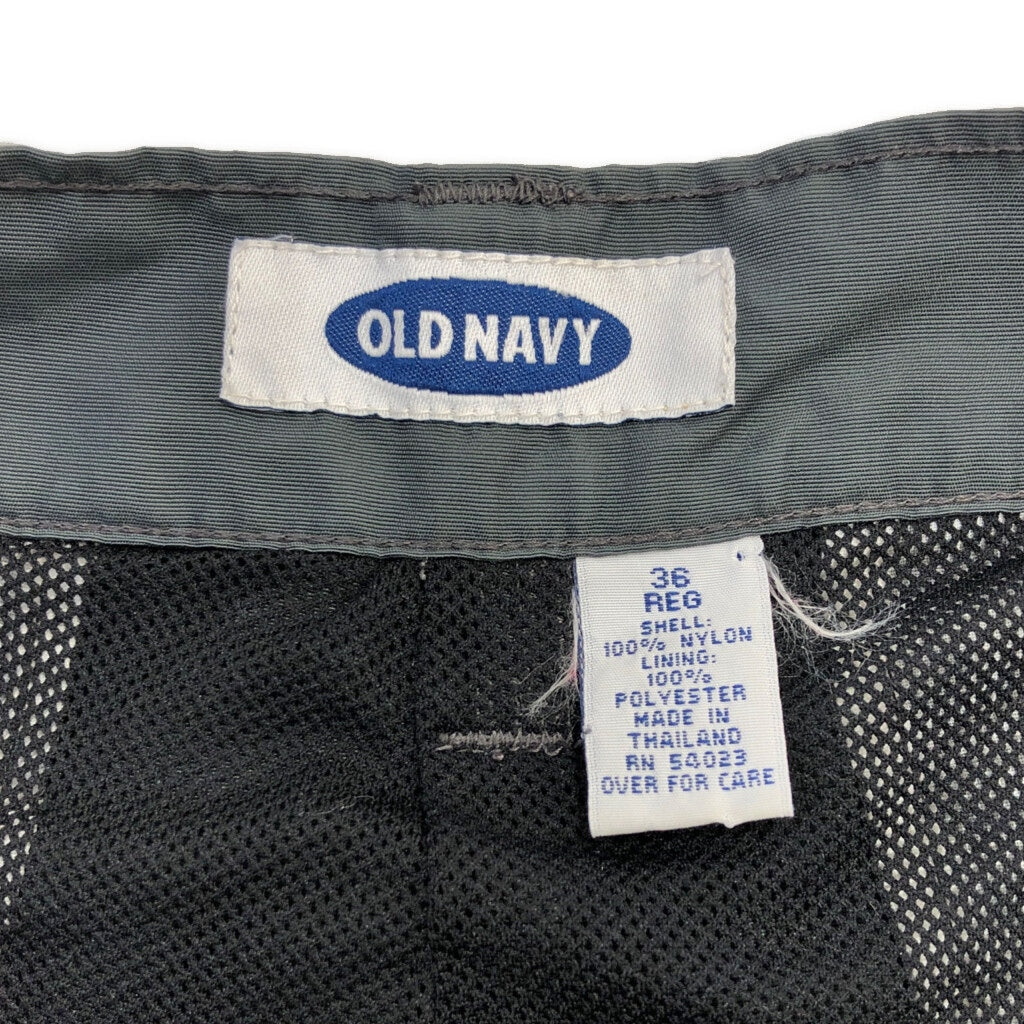 OLD NAVY
36
REG
SHELL:
100% NYLON
LINING:
100%
POLYESTER
MADE IN
THAILAND
RN 54023
OVER FOR CARE